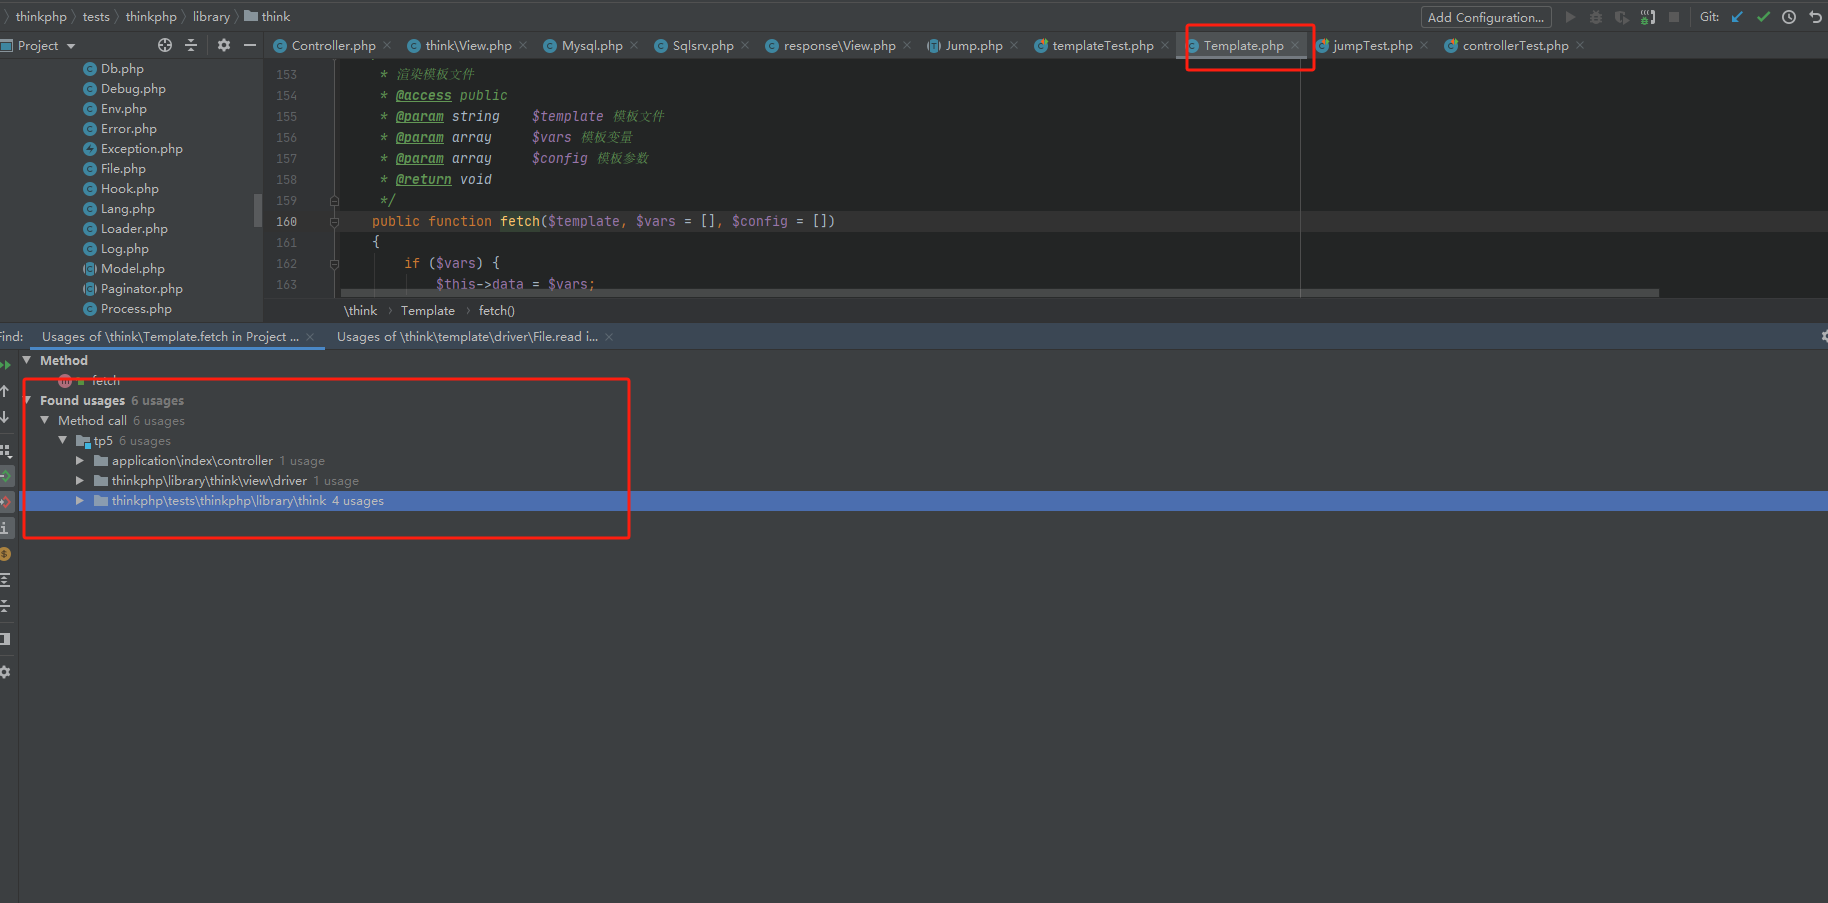 thinkphp 〉 tests 〉 thinkphp 〉 library 〉 think
Add Configuration...
Git:
Project
Controller.php
think\View.php
Mysql.php
Sqlsrv.php
response\View.php
Jump.php
templateTest.php
Template.php
jumpTest.php
controllerTest.php
Db.php
Debug.php
Env.php
Error.php
Exception.php
File.php
Hook.php
Lang.php
Loader.php
Log.php
Model.php
Paginator.php
Process.php
153 * 渲染模板文件
154 * @access public
155 * @param string $template 模板文件
156 * @param array $vars 模板变量
157 * @param array $config 模板参数
158 * @return void
159 */
160 public function fetch($template, $vars = [], $config = [])
161 {
162 if ($vars) {
163 $this->data = $vars;
\think › Template › fetch()
Find:
Usages of \think\Template.fetch in Project ...
Usages of \think\template\driver\File.read i...
Method
fetch
Found usages 6 usages
Method call 6 usages
tp5 6 usages
application\index\controller 1 usage
thinkphp\library\think\view\driver 1 usage
thinkphp\tests\thinkphp\library\think 4 usages